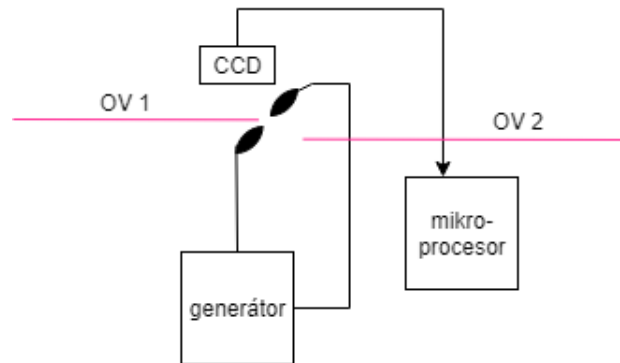 CCD
OV 1
OV 2
mikro-
procesor
generátor